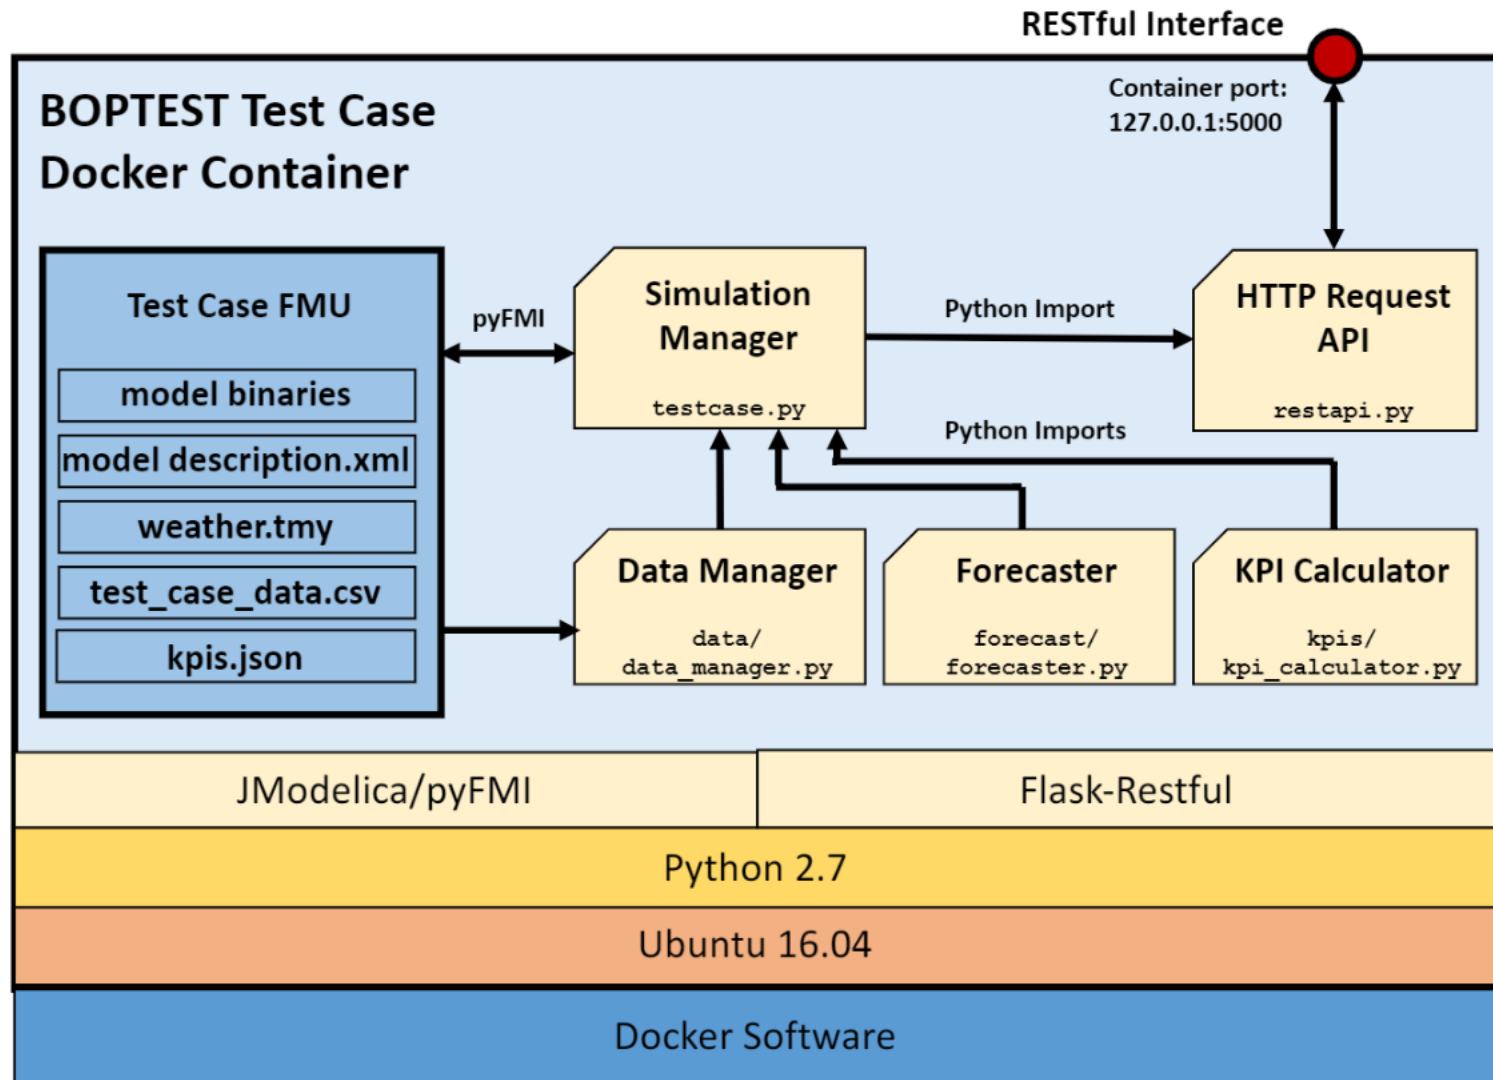 RESTful Interface
Container port:
127.0.0.1:5000
BOPTEST Test Case
Docker Container
Test Case FMU
model binaries
model description.xml
weather.tmy
test_case_data.csv
kpis.json
pyFMI
Simulation
Manager
testcase.py
Python Import
HTTP Request
API
restapi.py
Python Imports
Data Manager
data/
data_manager.py
Forecaster
forecast/
forecaster.py
KPI Calculator
kpis/
kpi_calculator.py
JModelica/pyFMI
Flask-Restful
Python 2.7
Ubuntu 16.04
Docker Software